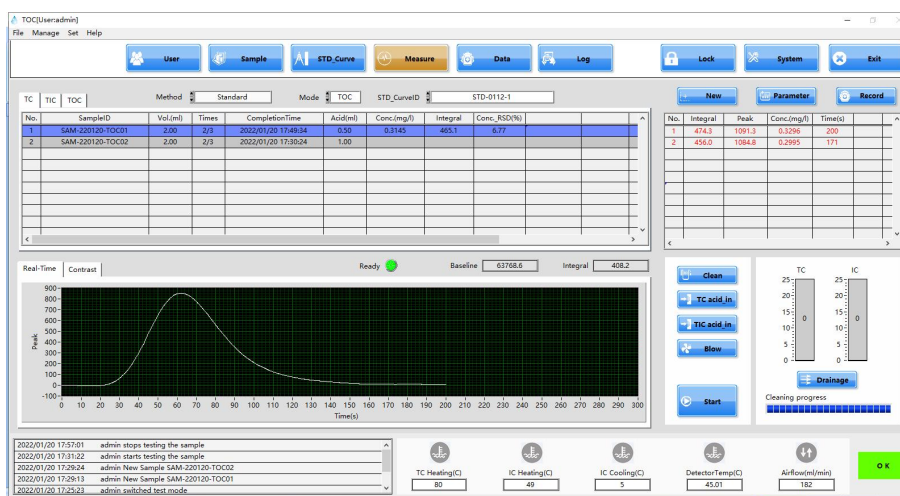 TOC[User:admin]
File Manage Set Help
User Sample STD_Curve Measure Data Log Lock System Exit
TC TIC TOC Method Standard Mode TOC STD_CurveID STD-0112-1
New Parameter Record
No. SampleID Vol.(ml) Times CompletionTime Acid(ml) Conc.(mg/l) Integral Conc._RSD(%)
1 SAM-220120-TOC01 2.00 2/3 2022/01/20 17:49:34 0.50 0.3145 465.1 6.77
2 SAM-220120-TOC02 2.00 2/3 2022/01/20 17:30:24 1.00
No. Integral Peak Conc.(mg/l) Time(s)
1 474.3 1091.3 0.3296 200
2 456.0 1084.8 0.2995 171
Real-Time Contrast Ready Baseline 63768.6 Integral 408.2
900
800
700
600
500
400
300
200
100
0
-100
Peak
0 10 20 30 40 50 60 70 80 90 100 110 120 130 140 150 160 170 180 190 200 210 220 230 240 250 260 270 280 290 300
Time(s)
Clean
TC acid_in
TIC acid_in
Blow
Start
TC IC
25 25
20 20
15 15
10 10
5 5
0 0
0 0
Drainage
Cleaning progress
2022/01/20 17:57:01 admin stops testing the sample
2022/01/20 17:31:22 admin starts testing the sample
2022/01/20 17:29:24 admin New Sample SAM-220120-TOC02
2022/01/20 17:29:13 admin New Sample SAM-220120-TOC01
2022/01/20 17:25:23 admin switched test mode
TC Heating(C) IC Heating(C) IC Cooling(C) DetectorTemp(C) Airflow(ml/min)
80 49 5 45.01 182
OK